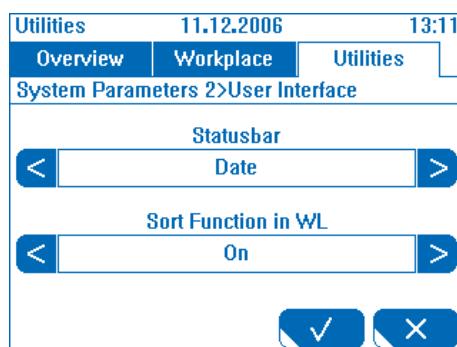 Utilities 11.12.2006 13:11
Overview Workplace Utilities
System Parameters 2>User Interface
Statusbar
< Date >
Sort Function in WL
< On >